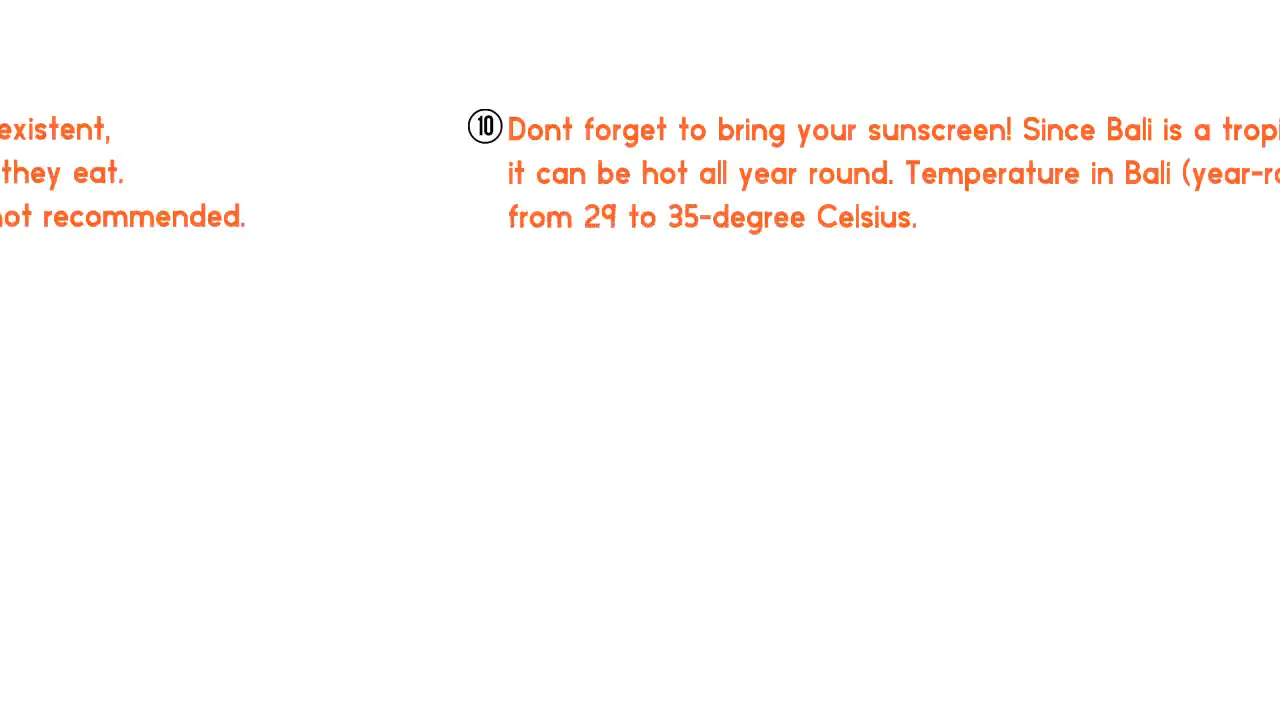 existent,
they eat.
not recommended.
10 Dont forget to bring your sunscreen! Since Bali is a tropi
it can be hot all year round. Temperature in Bali (year-ro
from 29 to 35-degree Celsius.